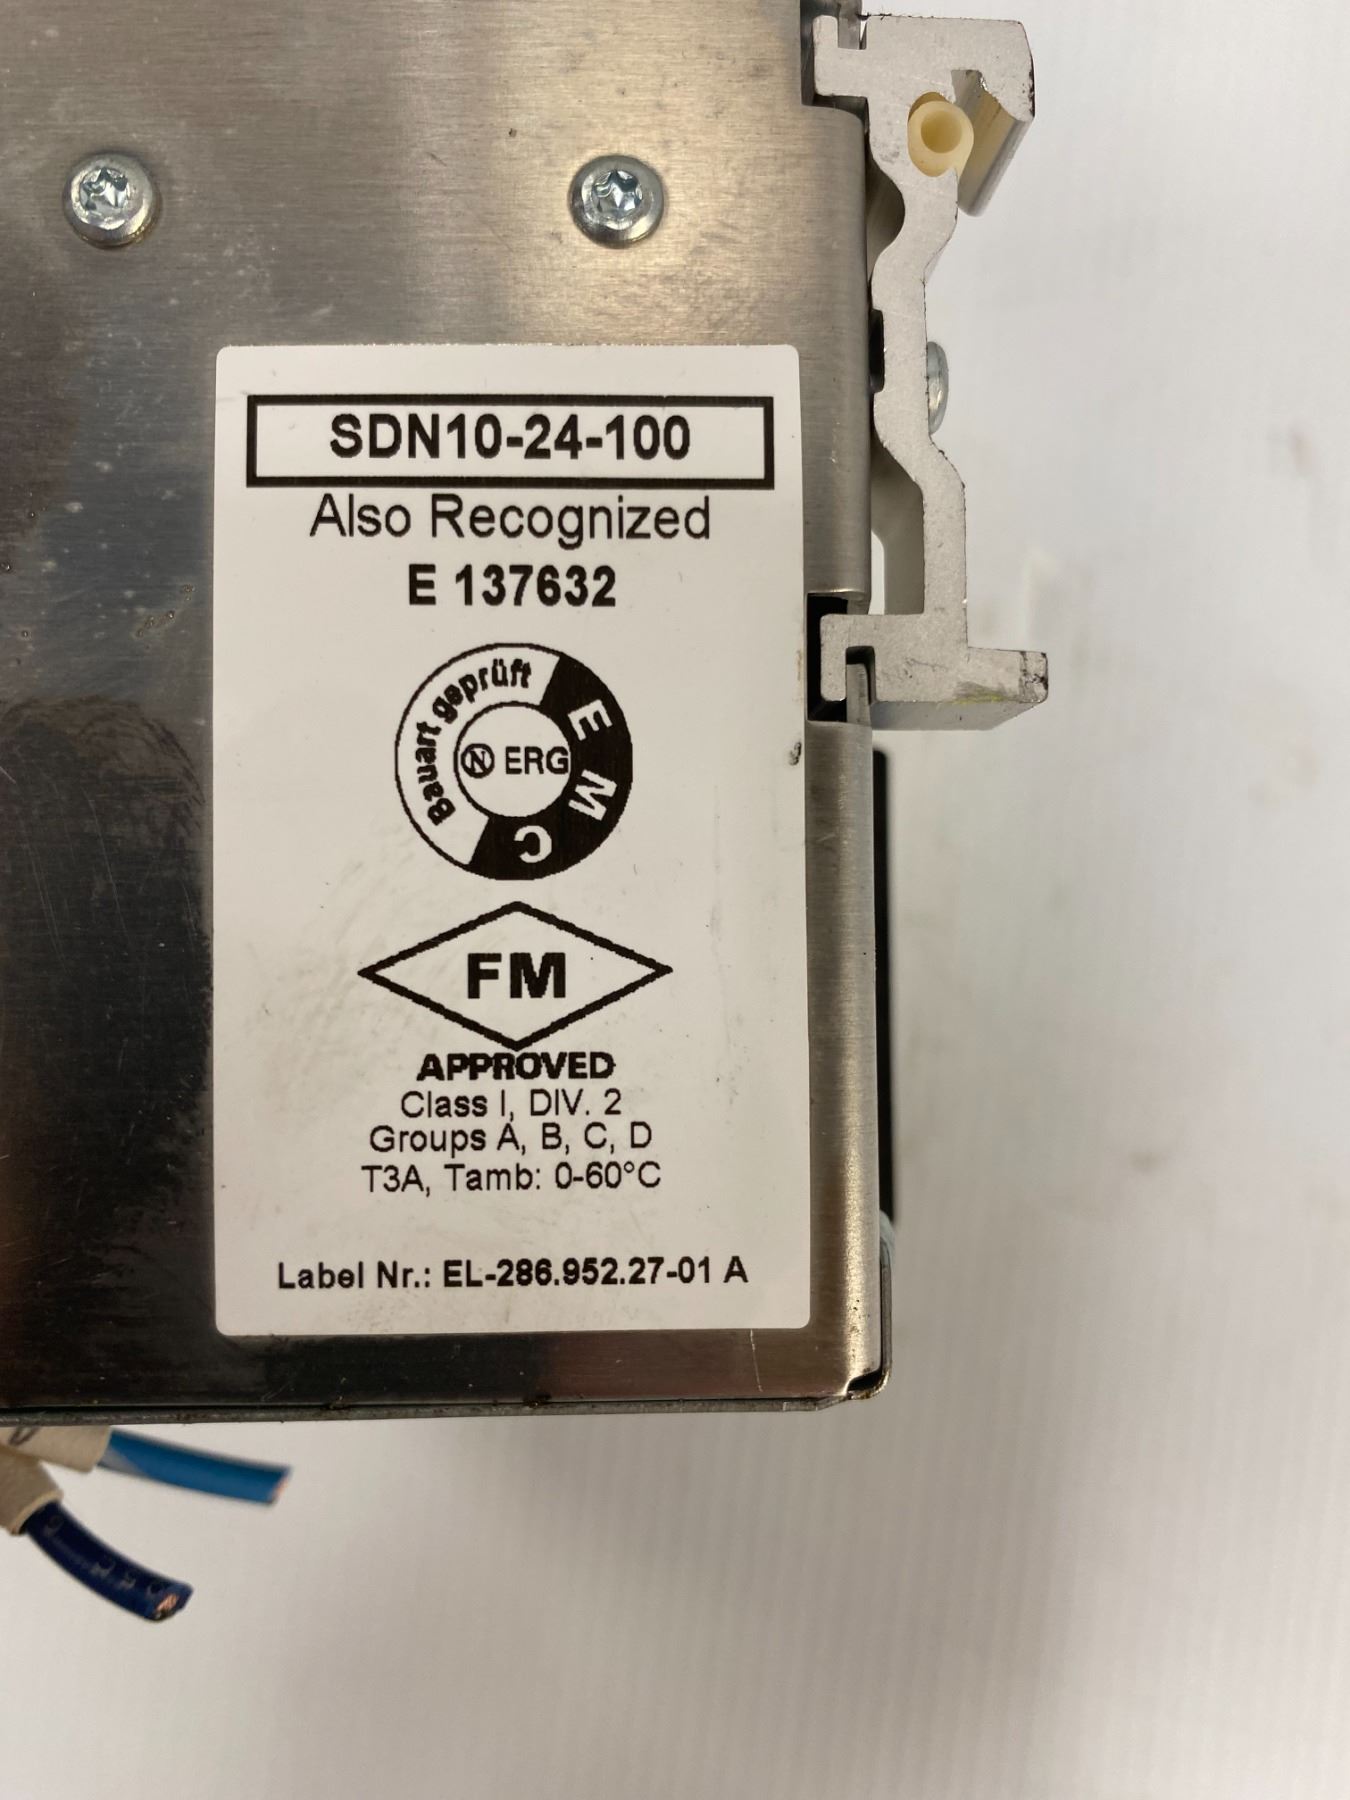 SDN10-24-100
Also Recognized
E 137632
Bauart geprüft
EMC
N ERG
FM
APPROVED
Class I, DIV. 2
Groups A, B, C, D
T3A, Tamb: 0-60°C
Label Nr.: EL-286.952.27-01 A